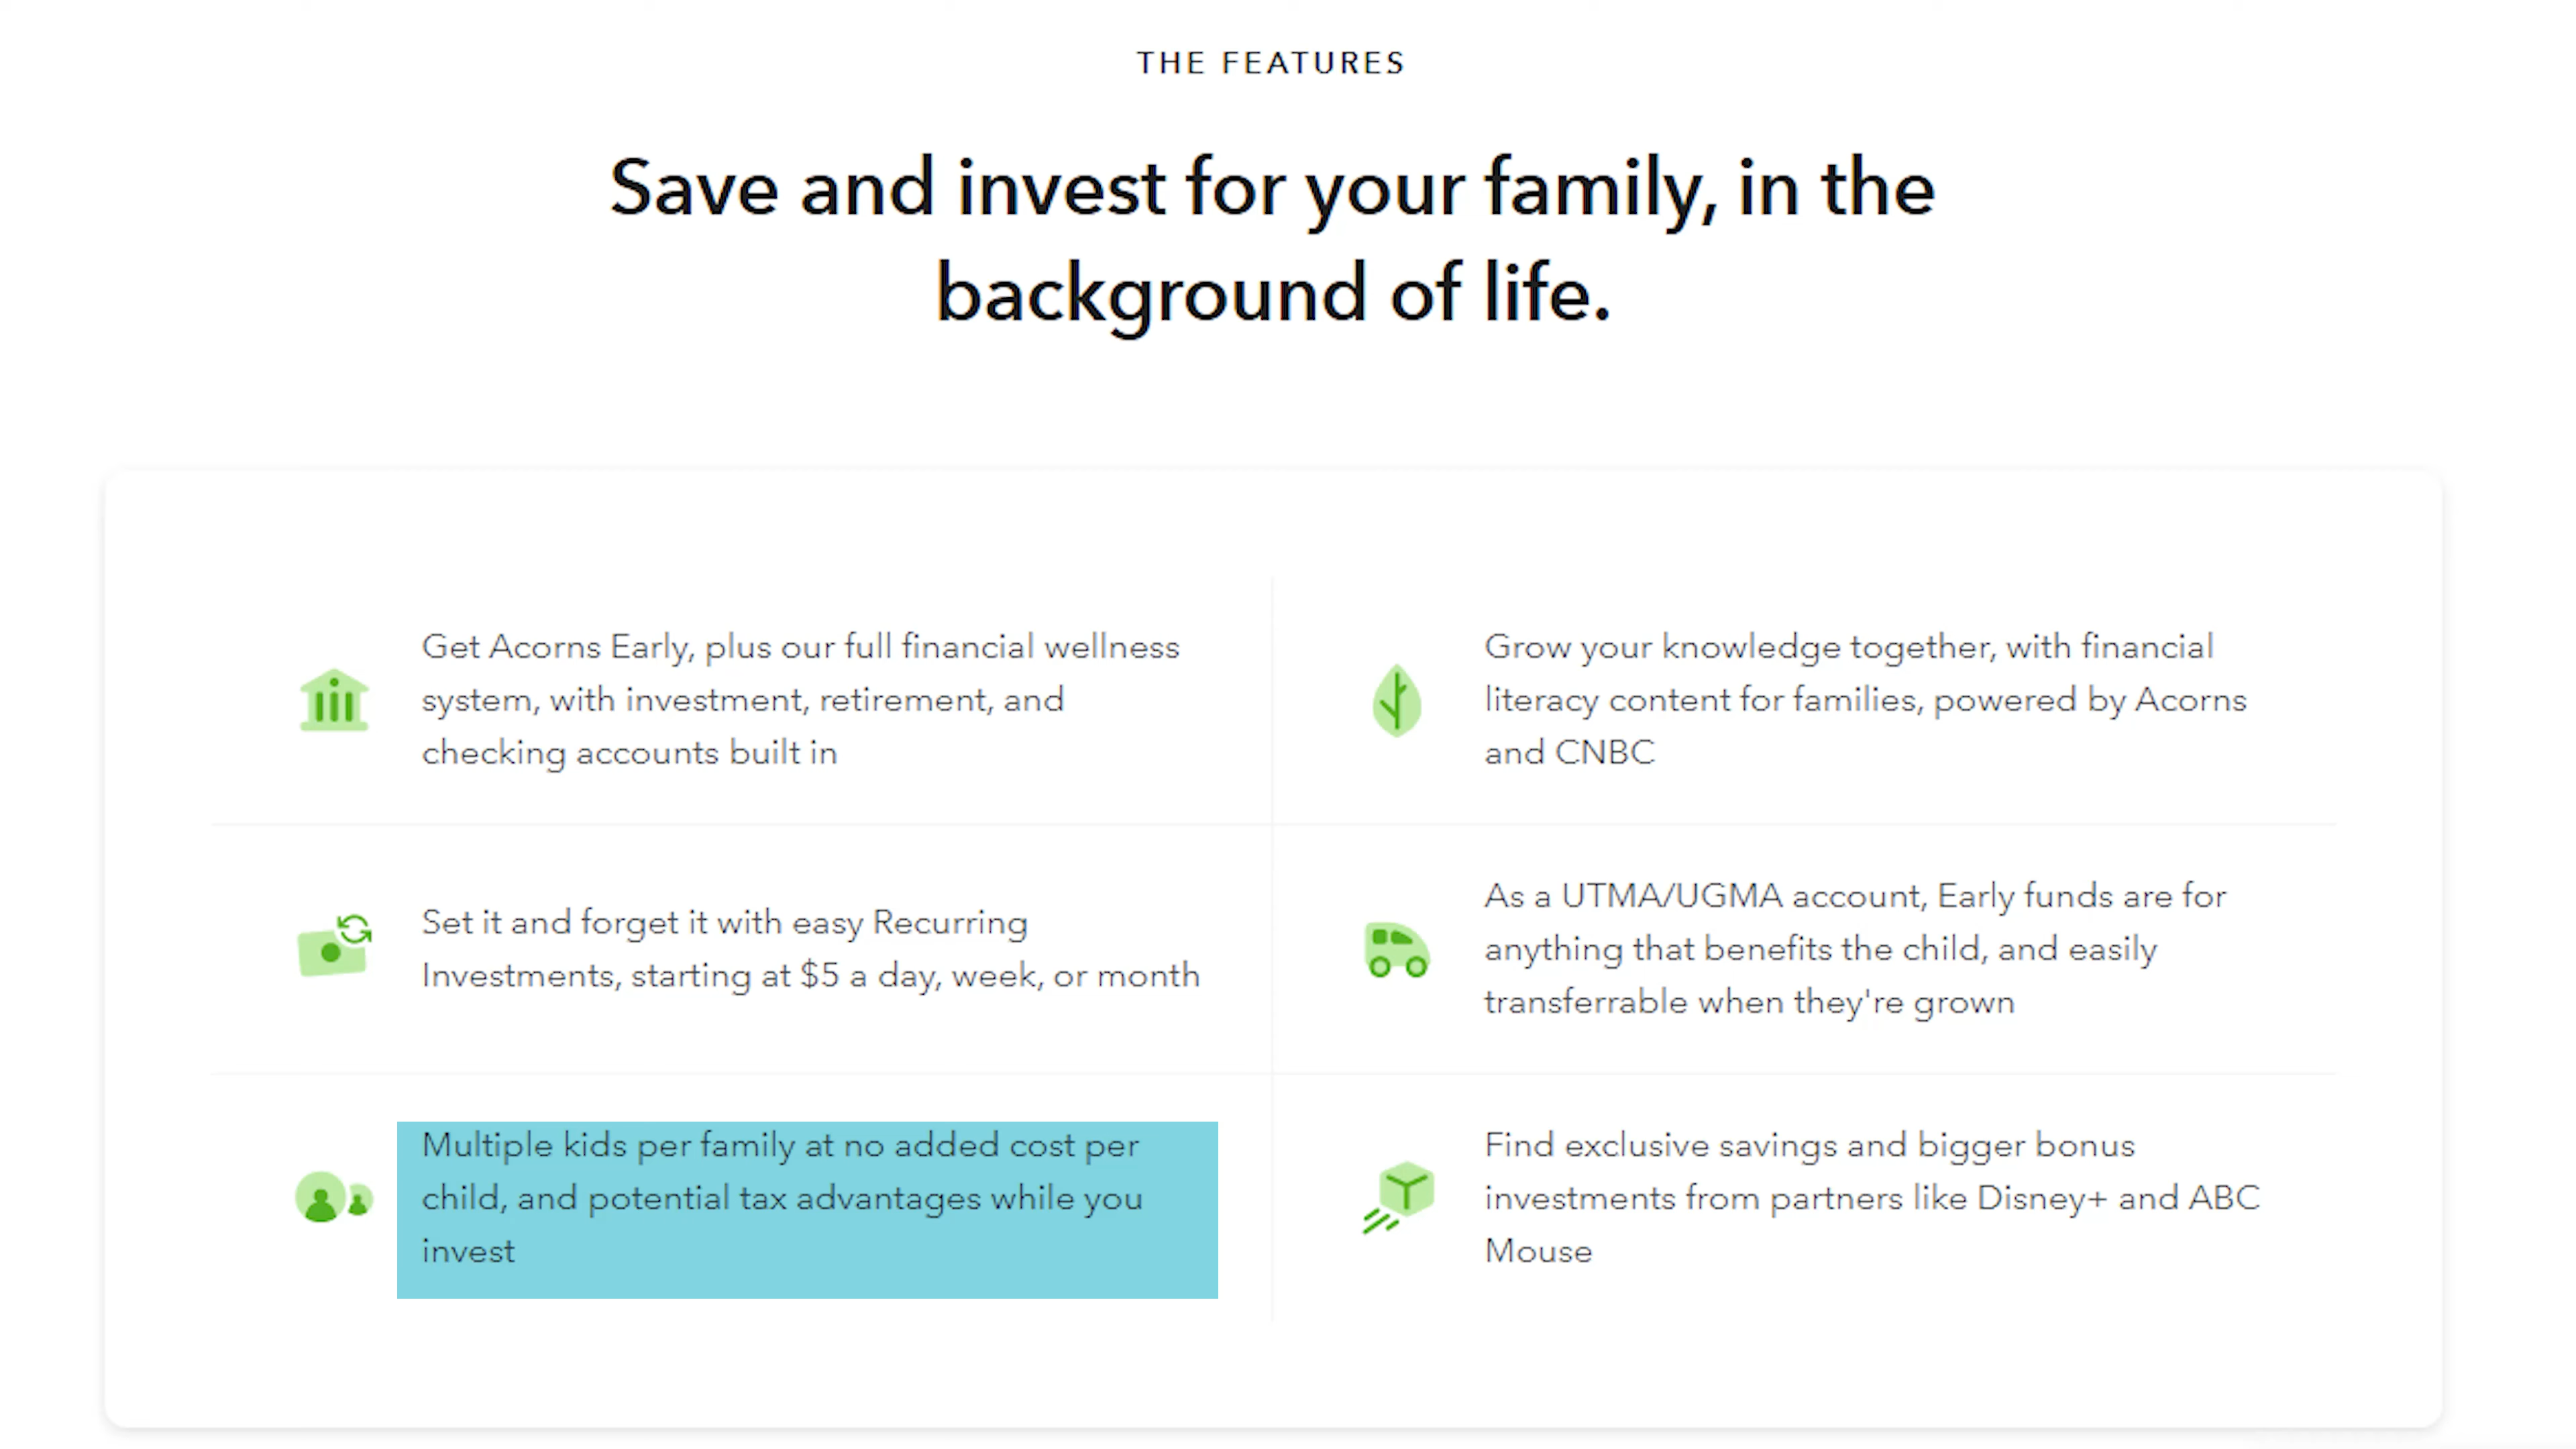 THE FEATURES
Save and invest for your family, in the
background of life.
Get Acorns Early, plus our full financial wellness
system, with investment, retirement, and
checking accounts built in
Grow your knowledge together, with financial
literacy content for families, powered by Acorns
and CNBC
Set it and forget it with easy Recurring
Investments, starting at $5 a day, week, or month
As a UTMA/UGMA account, Early funds are for
anything that benefits the child, and easily
transferrable when they're grown
Multiple kids per family at no added cost per
child, and potential tax advantages while you
invest
Find exclusive savings and bigger bonus
investments from partners like Disney+ and ABC
Mouse